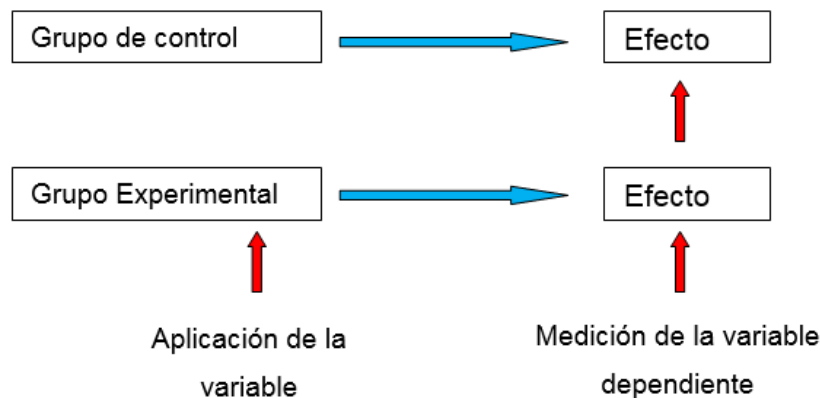 Grupo de control
Efecto
Grupo Experimental
Efecto
Aplicación de la
variable
Medición de la variable
dependiente